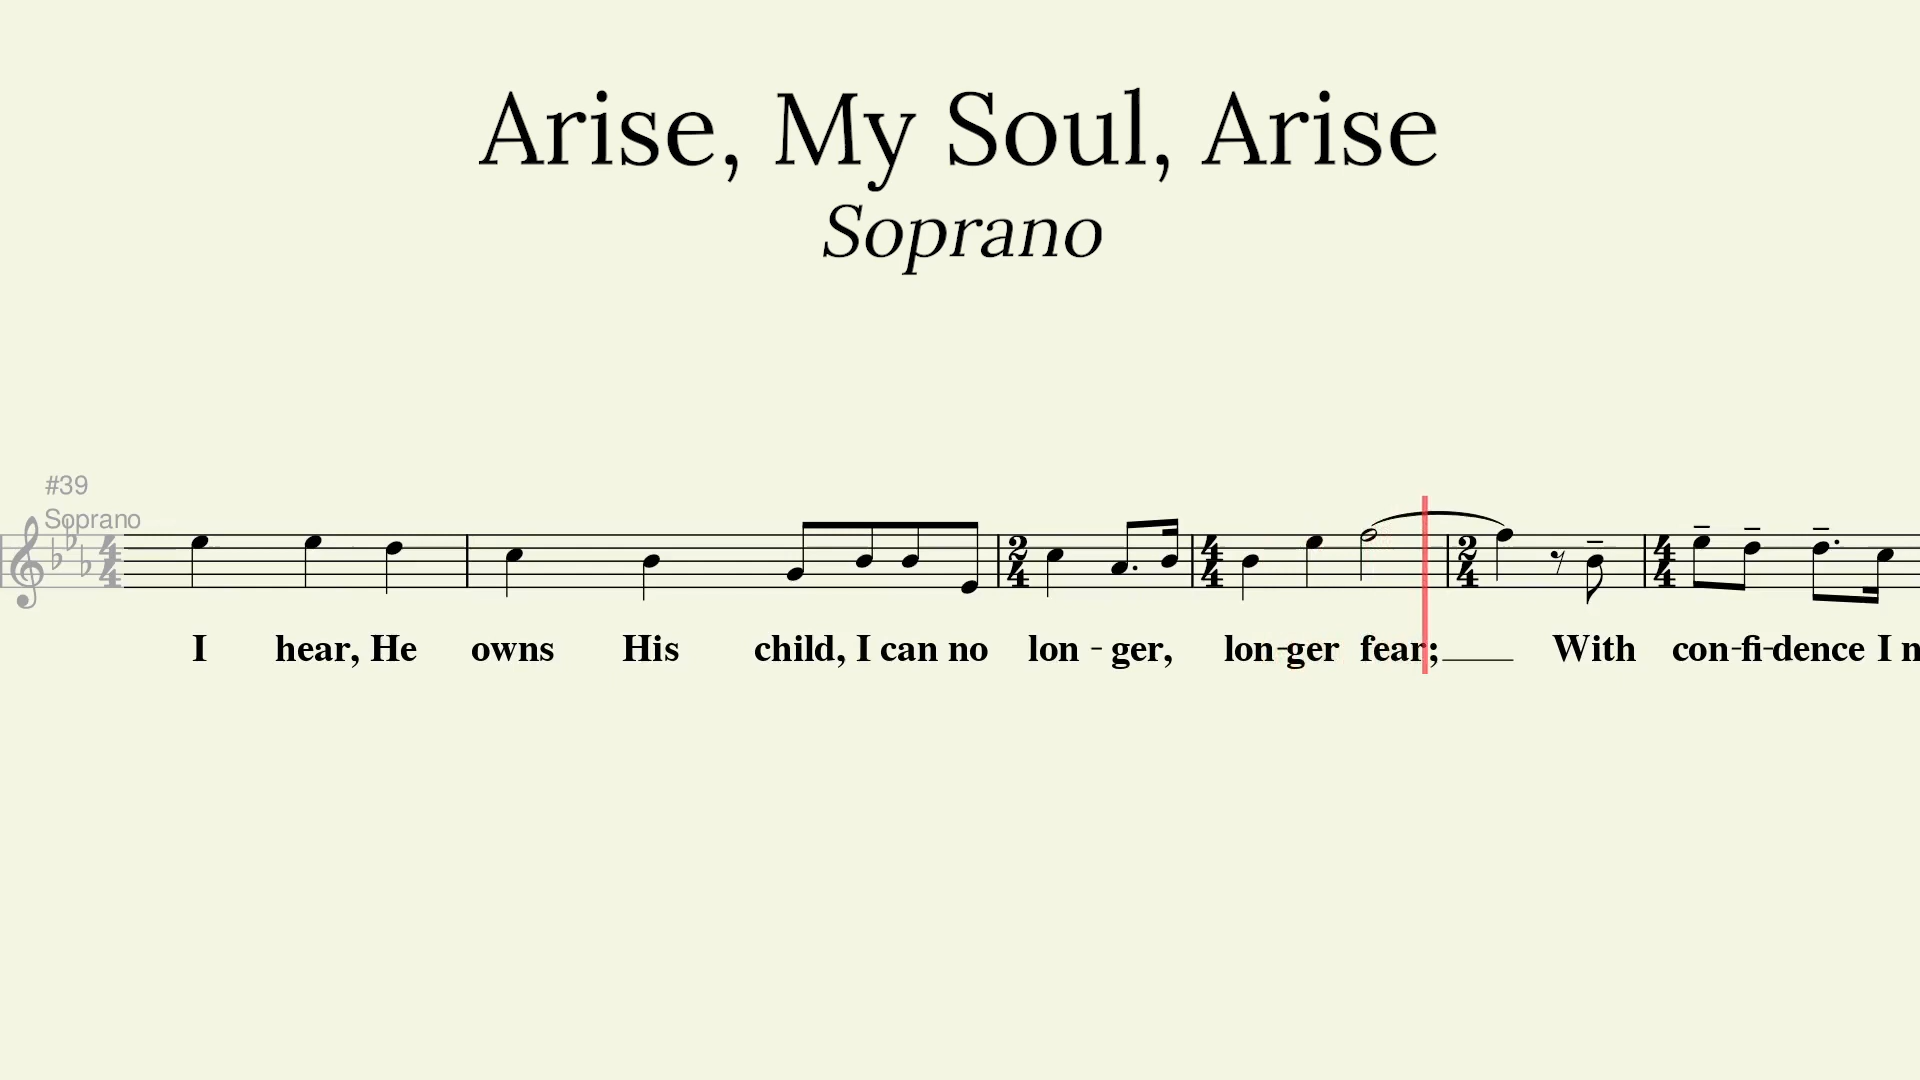 Arise, My Soul, Arise
Soprano
#39
Soprano
I hear, He owns His child, I can no lon - ger, lon-ger fear; With con-fi-dence I n